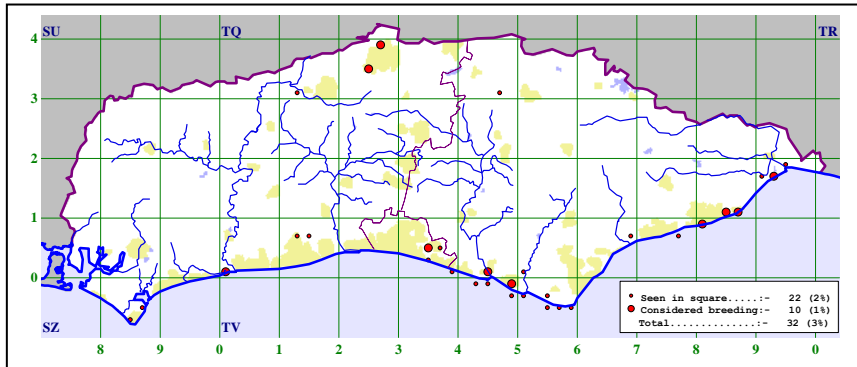 SU TQ TR
4
3
2
1
0
Seen in square.....:- 22 (2%)
Considered breeding:- 10 (1%)
Total..............:- 32 (3%)
SZ TV
8 9 0 1 2 3 4 5 6 7 8 9 0